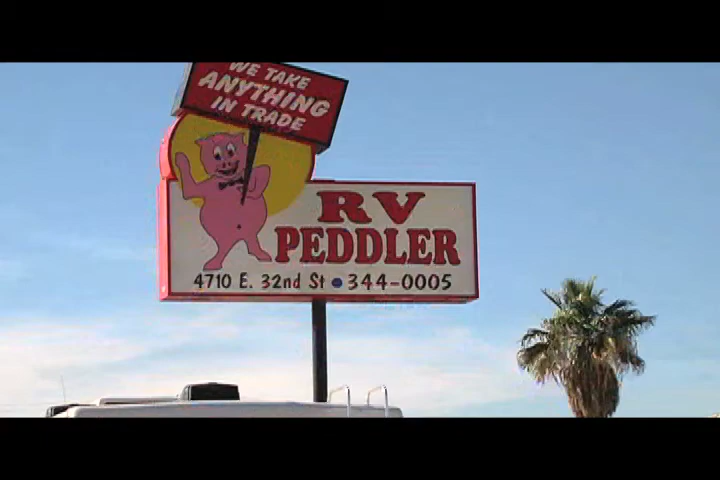 WE TAKE
ANYTHING
IN TRADE
RV
PEDDLER
4710 E. 32nd St • 344-0005